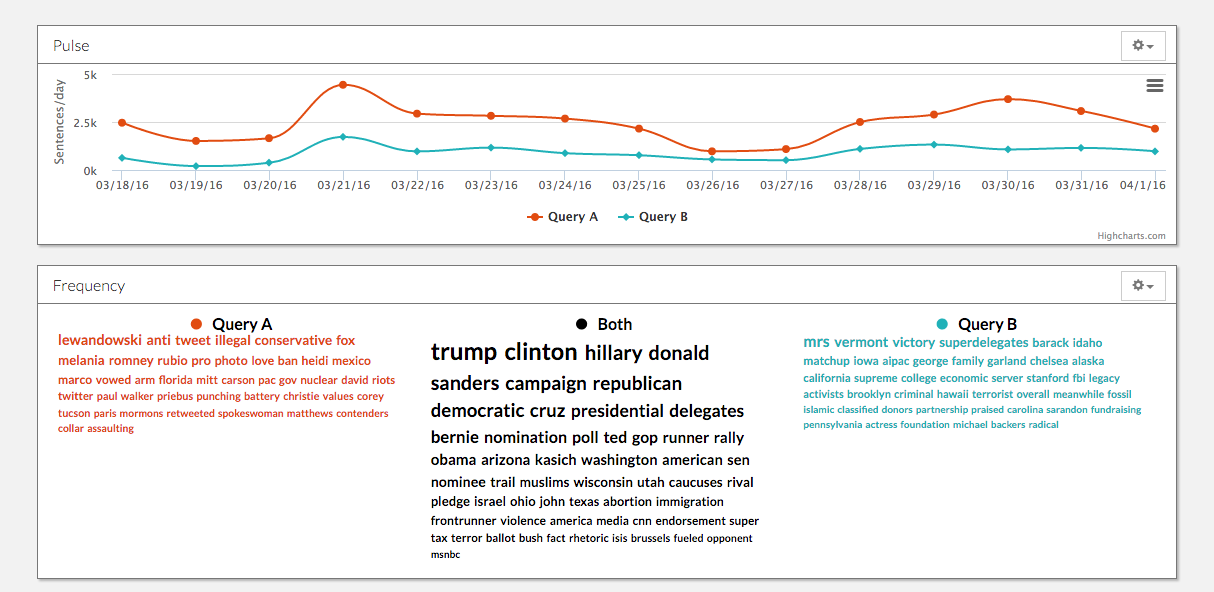 Pulse
Sentences/day
5k
2.5k
0k
03/18/16 03/19/16 03/20/16 03/21/16 03/22/16 03/23/16 03/24/16 03/25/16 03/26/16 03/27/16 03/28/16 03/29/16 03/30/16 03/31/16 04/1/16
Query A Query B
Highcharts.com
Frequency
Query A
lewandowski anti tweet illegal conservative fox
melania romney rubio pro photo love ban heidi mexico
marco vowed arm florida mitt carson pac gov nuclear david riots
twitter paul walker priebus punching battery christie values corey
tucson paris mormons retweeted spokeswoman matthews contenders
collar assaulting
Both
trump clinton hillary donald
sanders campaign republican
democratic cruz presidential delegates
bernie nomination poll ted gop runner rally
obama arizona kasich washington american sen
nominee trail muslims wisconsin utah caucuses rival
pledge israel ohio john texas abortion immigration
frontrunner violence america media cnn endorsement super
tax terror ballot bush fact rhetoric isis brussels fueled opponent
msnbc
Query B
mrs vermont victory superdelegates barack idaho
matchup iowa aipac george family garland chelsea alaska
california supreme college economic server stanford fbi legacy
activists brooklyn criminal hawaii terrorist overall meanwhile fossil
islamic classified donors partnership praised carolina sarandon fundraising
pennsylvania actress foundation michael backers radical